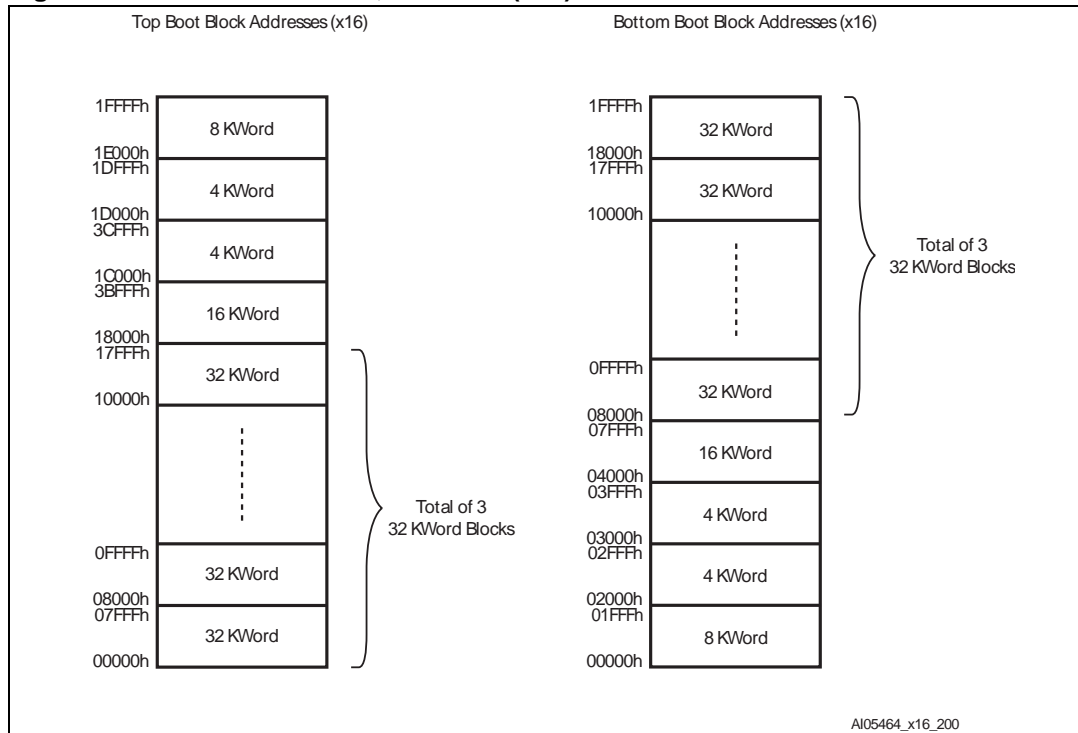 Top Boot Block Addresses (x16)
1FFFFh
8 KWord
1E000h
1DFFFh
4 KWord
1D000h
3CFFFh
4 KWord
1C000h
3BFFFh
16 KWord
18000h
17FFFh
32 KWord
10000h
Total of 3
32 KWord Blocks
0FFFFh
32 KWord
08000h
07FFFh
32 KWord
00000h
Bottom Boot Block Addresses (x16)
1FFFFh
32 KWord
18000h
17FFFh
32 KWord
10000h
Total of 3
32 KWord Blocks
0FFFFh
32 KWord
08000h
07FFFh
16 KWord
04000h
03FFFh
4 KWord
03000h
02FFFh
4 KWord
02000h
01FFFh
8 KWord
00000h
AI05464_x16_200